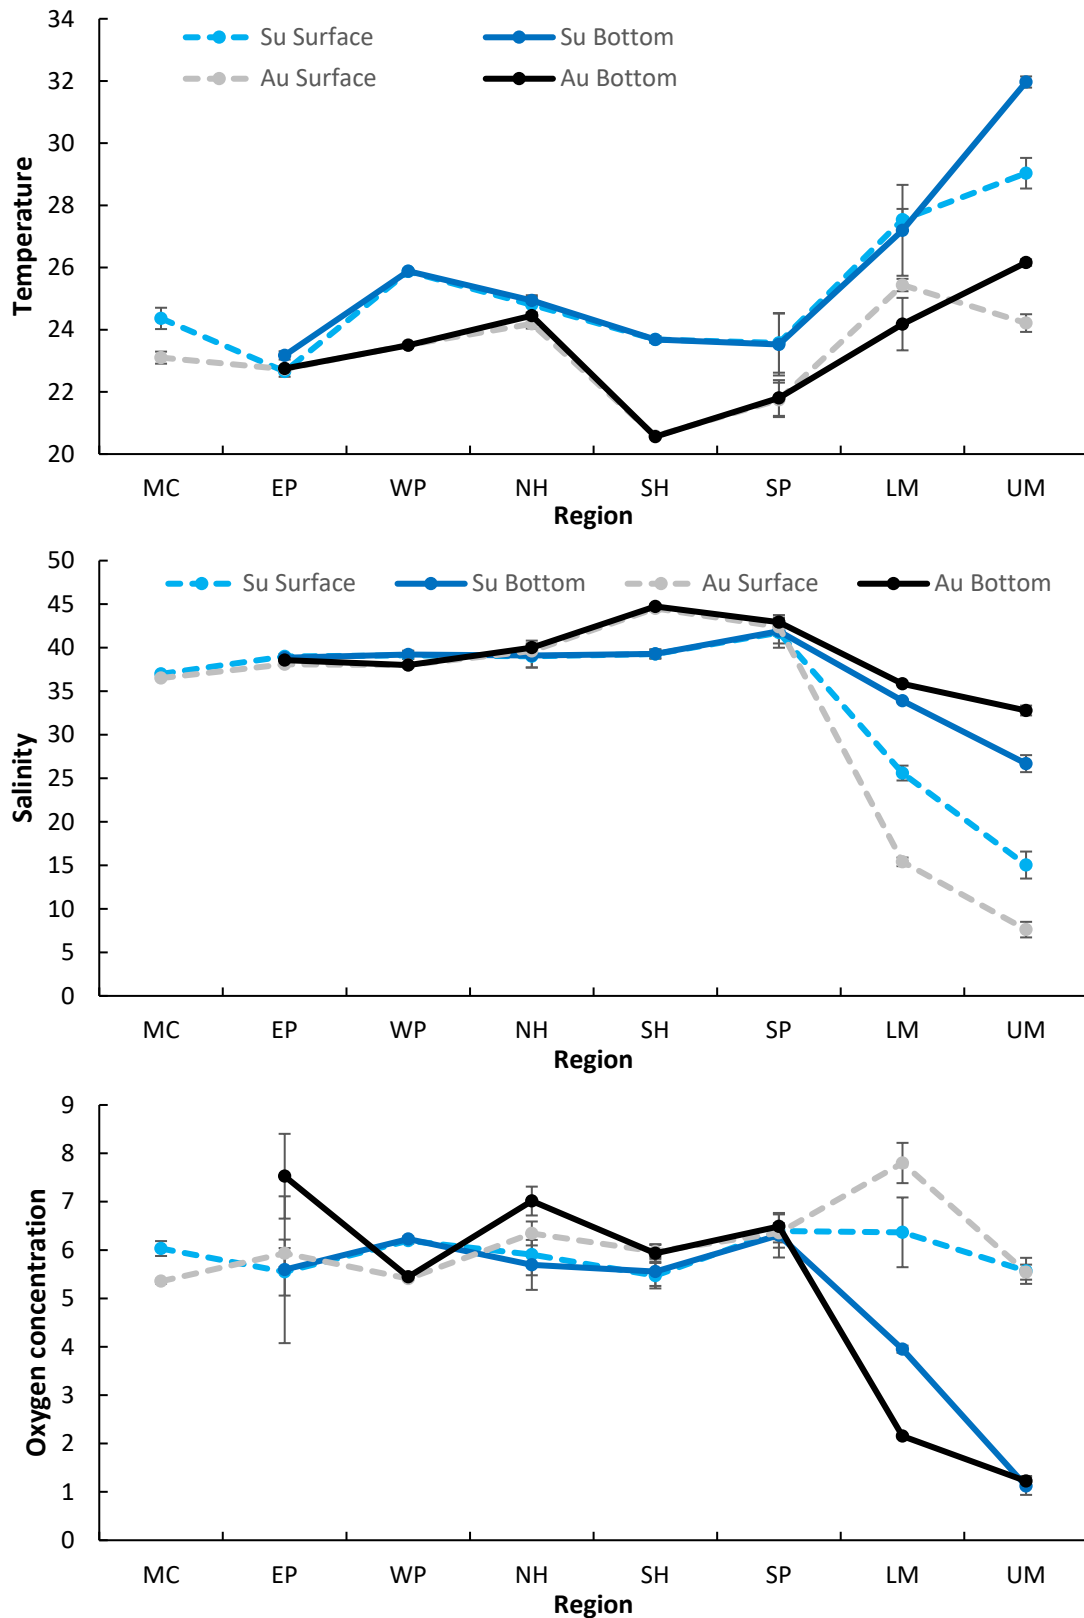 34
32
30
28
26
24
22
20
Temperature
Su Surface Su Bottom
Au Surface Au Bottom
MC EP WP NH SH SP LM UM
Region
50
45
40
35
30
25
20
15
10
5
0
Salinity
Su Surface Su Bottom Au Surface Au Bottom
MC EP WP NH SH SP LM UM
Region
9
8
7
6
5
4
3
2
1
0
Oxygen concentration
MC EP WP NH SH SP LM UM
Region